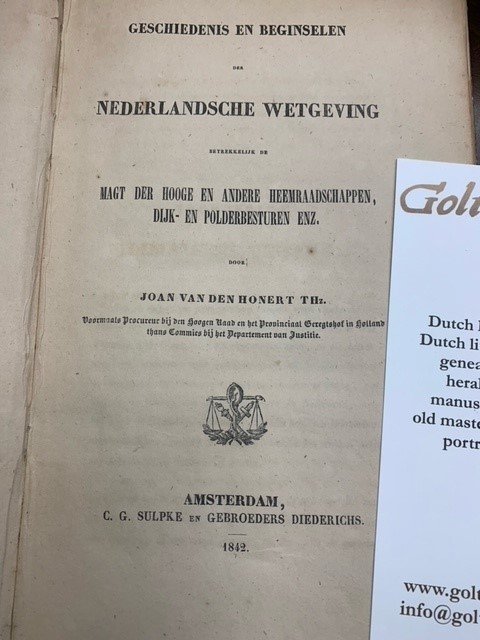 GESCHIEDENIS EN BEGINSELEN
DER
NEDERLANDSCHE WETGEVING
BETREKKELIJK DE
MAGT DER HOOGE EN ANDERE HEEMRAADSCHAPPEN,
DIJK- EN POLDERBESTUREN ENZ.
DOOR
JOAN VAN DEN HONERT THz.
Voormaals Procureur bij den Hoogen Raad en het Provinciaal Geregtshof in Holland
thans Commies bij het Departement van Justitie.
AMSTERDAM,
C. G. SULPKE EN GEBROEDERS DIEDERICHS.
1842.
Golt
Dutch
Dutch li
genea
heral
manus
old maste
portr
www.golt
info@gol